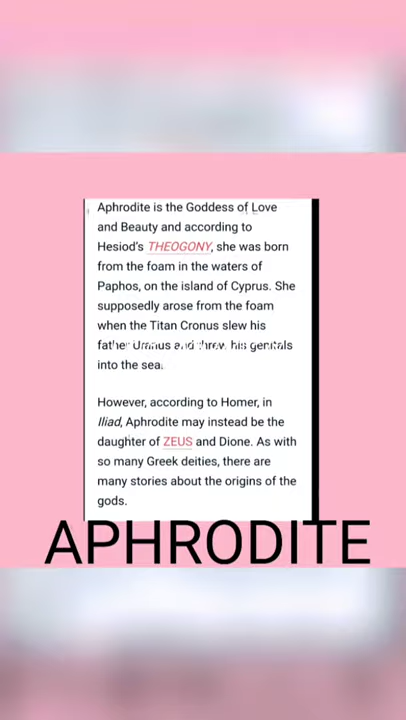 Aphrodite is the Goddess of Love
and Beauty and according to
Hesiod's THEOGONY, she was born
from the foam in the waters of
Paphos, on the island of Cyprus. She
supposedly arose from the foam
when the Titan Cronus slew his
father Uranus and threw his genitals
into the sea.
However, according to Homer, in
Iliad, Aphrodite may instead be the
daughter of ZEUS and Dione. As with
so many Greek deities, there are
many stories about the origins of the
gods.
APHRODITE